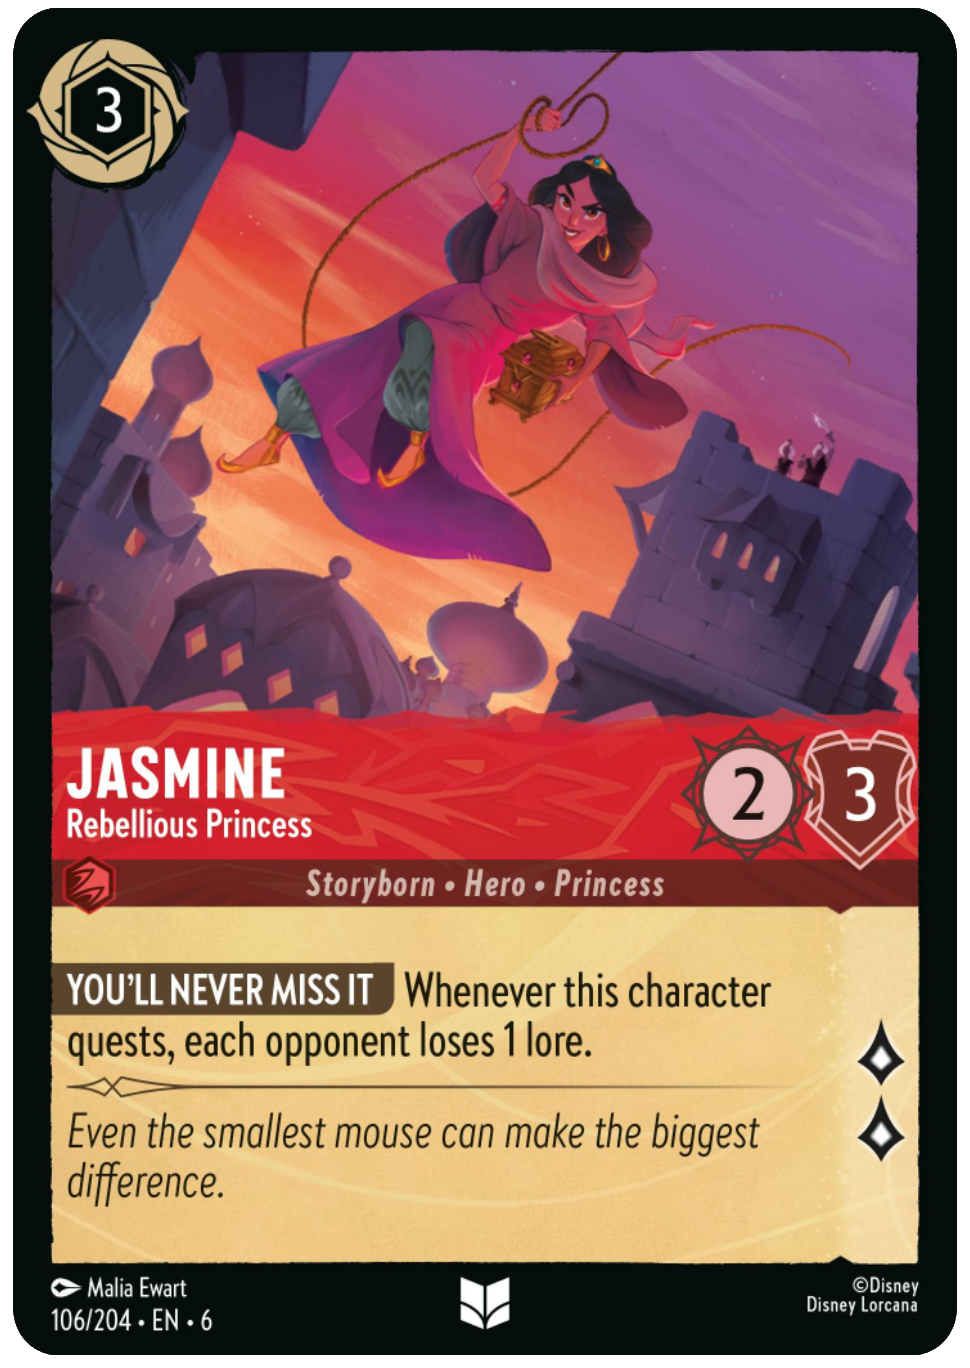 3
JASMINE
Rebellious Princess
2
3
Storyborn • Hero • Princess
YOU'LL NEVER MISS IT Whenever this character
quests, each opponent loses 1 lore.
Even the smallest mouse can make the biggest
difference.
Malia Ewart
106/204 • EN • 6
©Disney
Disney Lorcana